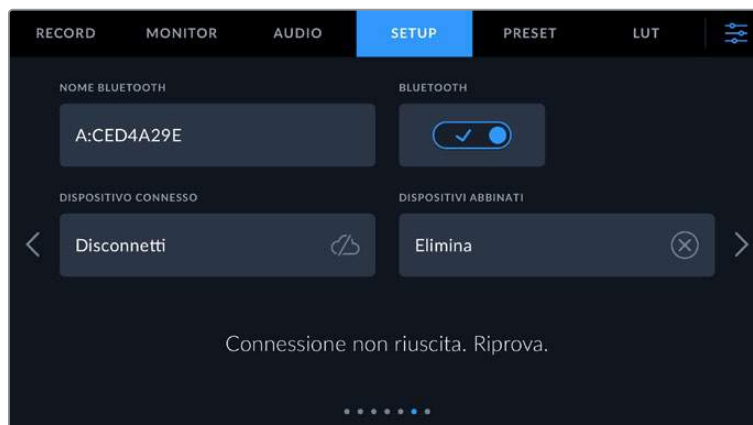 RECORD MONITOR AUDIO SETUP PRESET LUT
NOME BLUETOOTH BLUETOOTH
A:CED4A29E
DISPOSITIVO CONNESSO DISPOSITIVI ABBINATI
Disconnetti Elimina
Connessione non riuscita. Riprova.